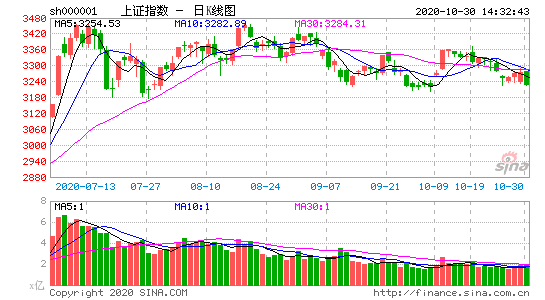 sh000001 上证指数 － 日K线图 2020-10-30 14:32:43
MA5:3254.53 MA10:3282.89 MA30:3284.31
3480
3420
3360
3300
3240
3180
3120
3060
3000
2940
2880
2020-07-13 07-27 08-10 08-24 09-07 09-21 10-09 10-19 10-30
sina
MA5:1 MA10:1 MA30:1
8
6
4
2
x亿
Copyright 2020 SINA.COM http://finance.sina.com.cn/